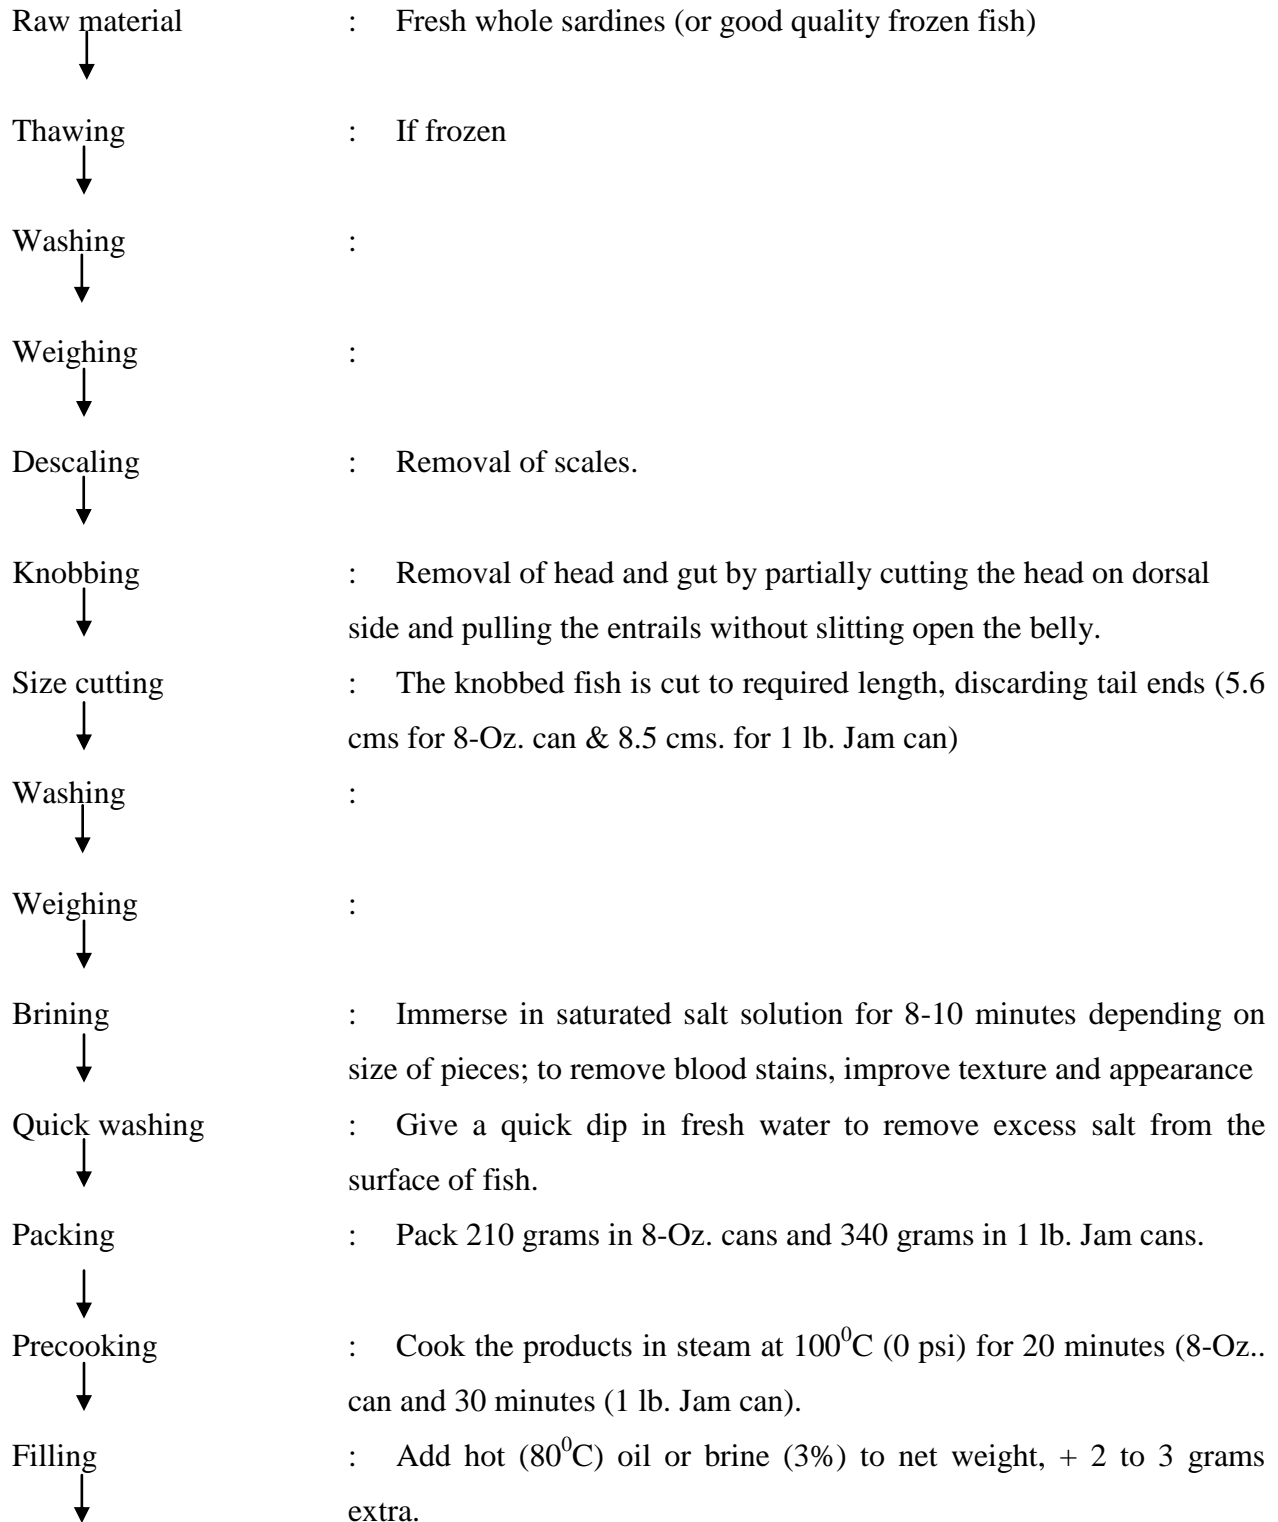 Raw material : Fresh whole sardines (or good quality frozen fish)
Thawing : If frozen
Washing :
Weighing :
Descaling : Removal of scales.
Knobbing : Removal of head and gut by partially cutting the head on dorsal
side and pulling the entrails without slitting open the belly.
Size cutting : The knobbed fish is cut to required length, discarding tail ends (5.6
cms for 8-Oz. can & 8.5 cms. for 1 lb. Jam can)
Washing :
Weighing :
Brining : Immerse in saturated salt solution for 8-10 minutes depending on
size of pieces; to remove blood stains, improve texture and appearance
Quick washing : Give a quick dip in fresh water to remove excess salt from the
surface of fish.
Packing : Pack 210 grams in 8-Oz. cans and 340 grams in 1 lb. Jam cans.
Precooking : Cook the products in steam at 100⁰C (0 psi) for 20 minutes (8-Oz..
can and 30 minutes (1 lb. Jam can).
Filling : Add hot (80⁰C) oil or brine (3%) to net weight, + 2 to 3 grams
extra.